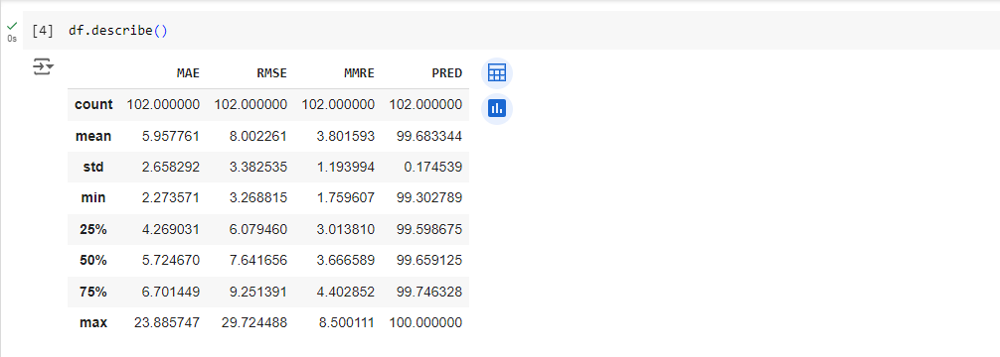 [4] df.describe()
0s
MAE RMSE MMRE PRED
count 102.000000 102.000000 102.000000 102.000000
mean 5.957761 8.002261 3.801593 99.683344
std 2.658292 3.382535 1.193994 0.174539
min 2.273571 3.268815 1.759607 99.302789
25% 4.269031 6.079460 3.013810 99.598675
50% 5.724670 7.641656 3.666589 99.659125
75% 6.701449 9.251391 4.402852 99.746328
max 23.885747 29.724488 8.500111 100.000000